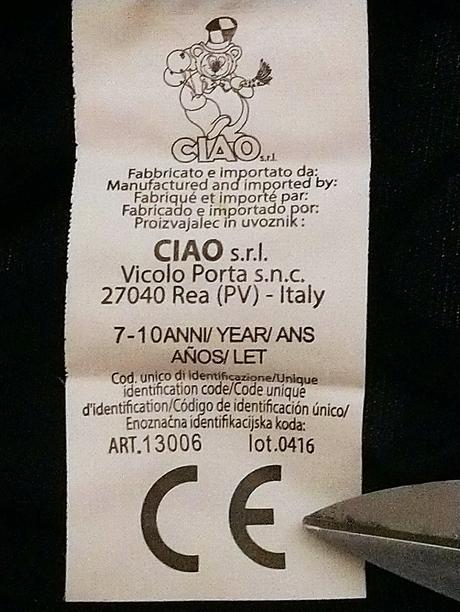 CIAO s.r.l.
Fabbricato e importato da:
Manufactured and imported by:
Fabriqué et importé par:
Fabricado e importado por:
Proizvajalec in uvoznik :
CIAO s.r.l.
Vicolo Porta s.n.c.
27040 Rea (PV) - Italy
7-10ANNI/ YEAR/ ANS
AÑOS/ LET
Cod. unico di identificazione/Unique
identification code/Code unique
d'identification/Código de identificación único/
Enoznačna identifikacijska koda:
ART.13006 lot.0416
CE